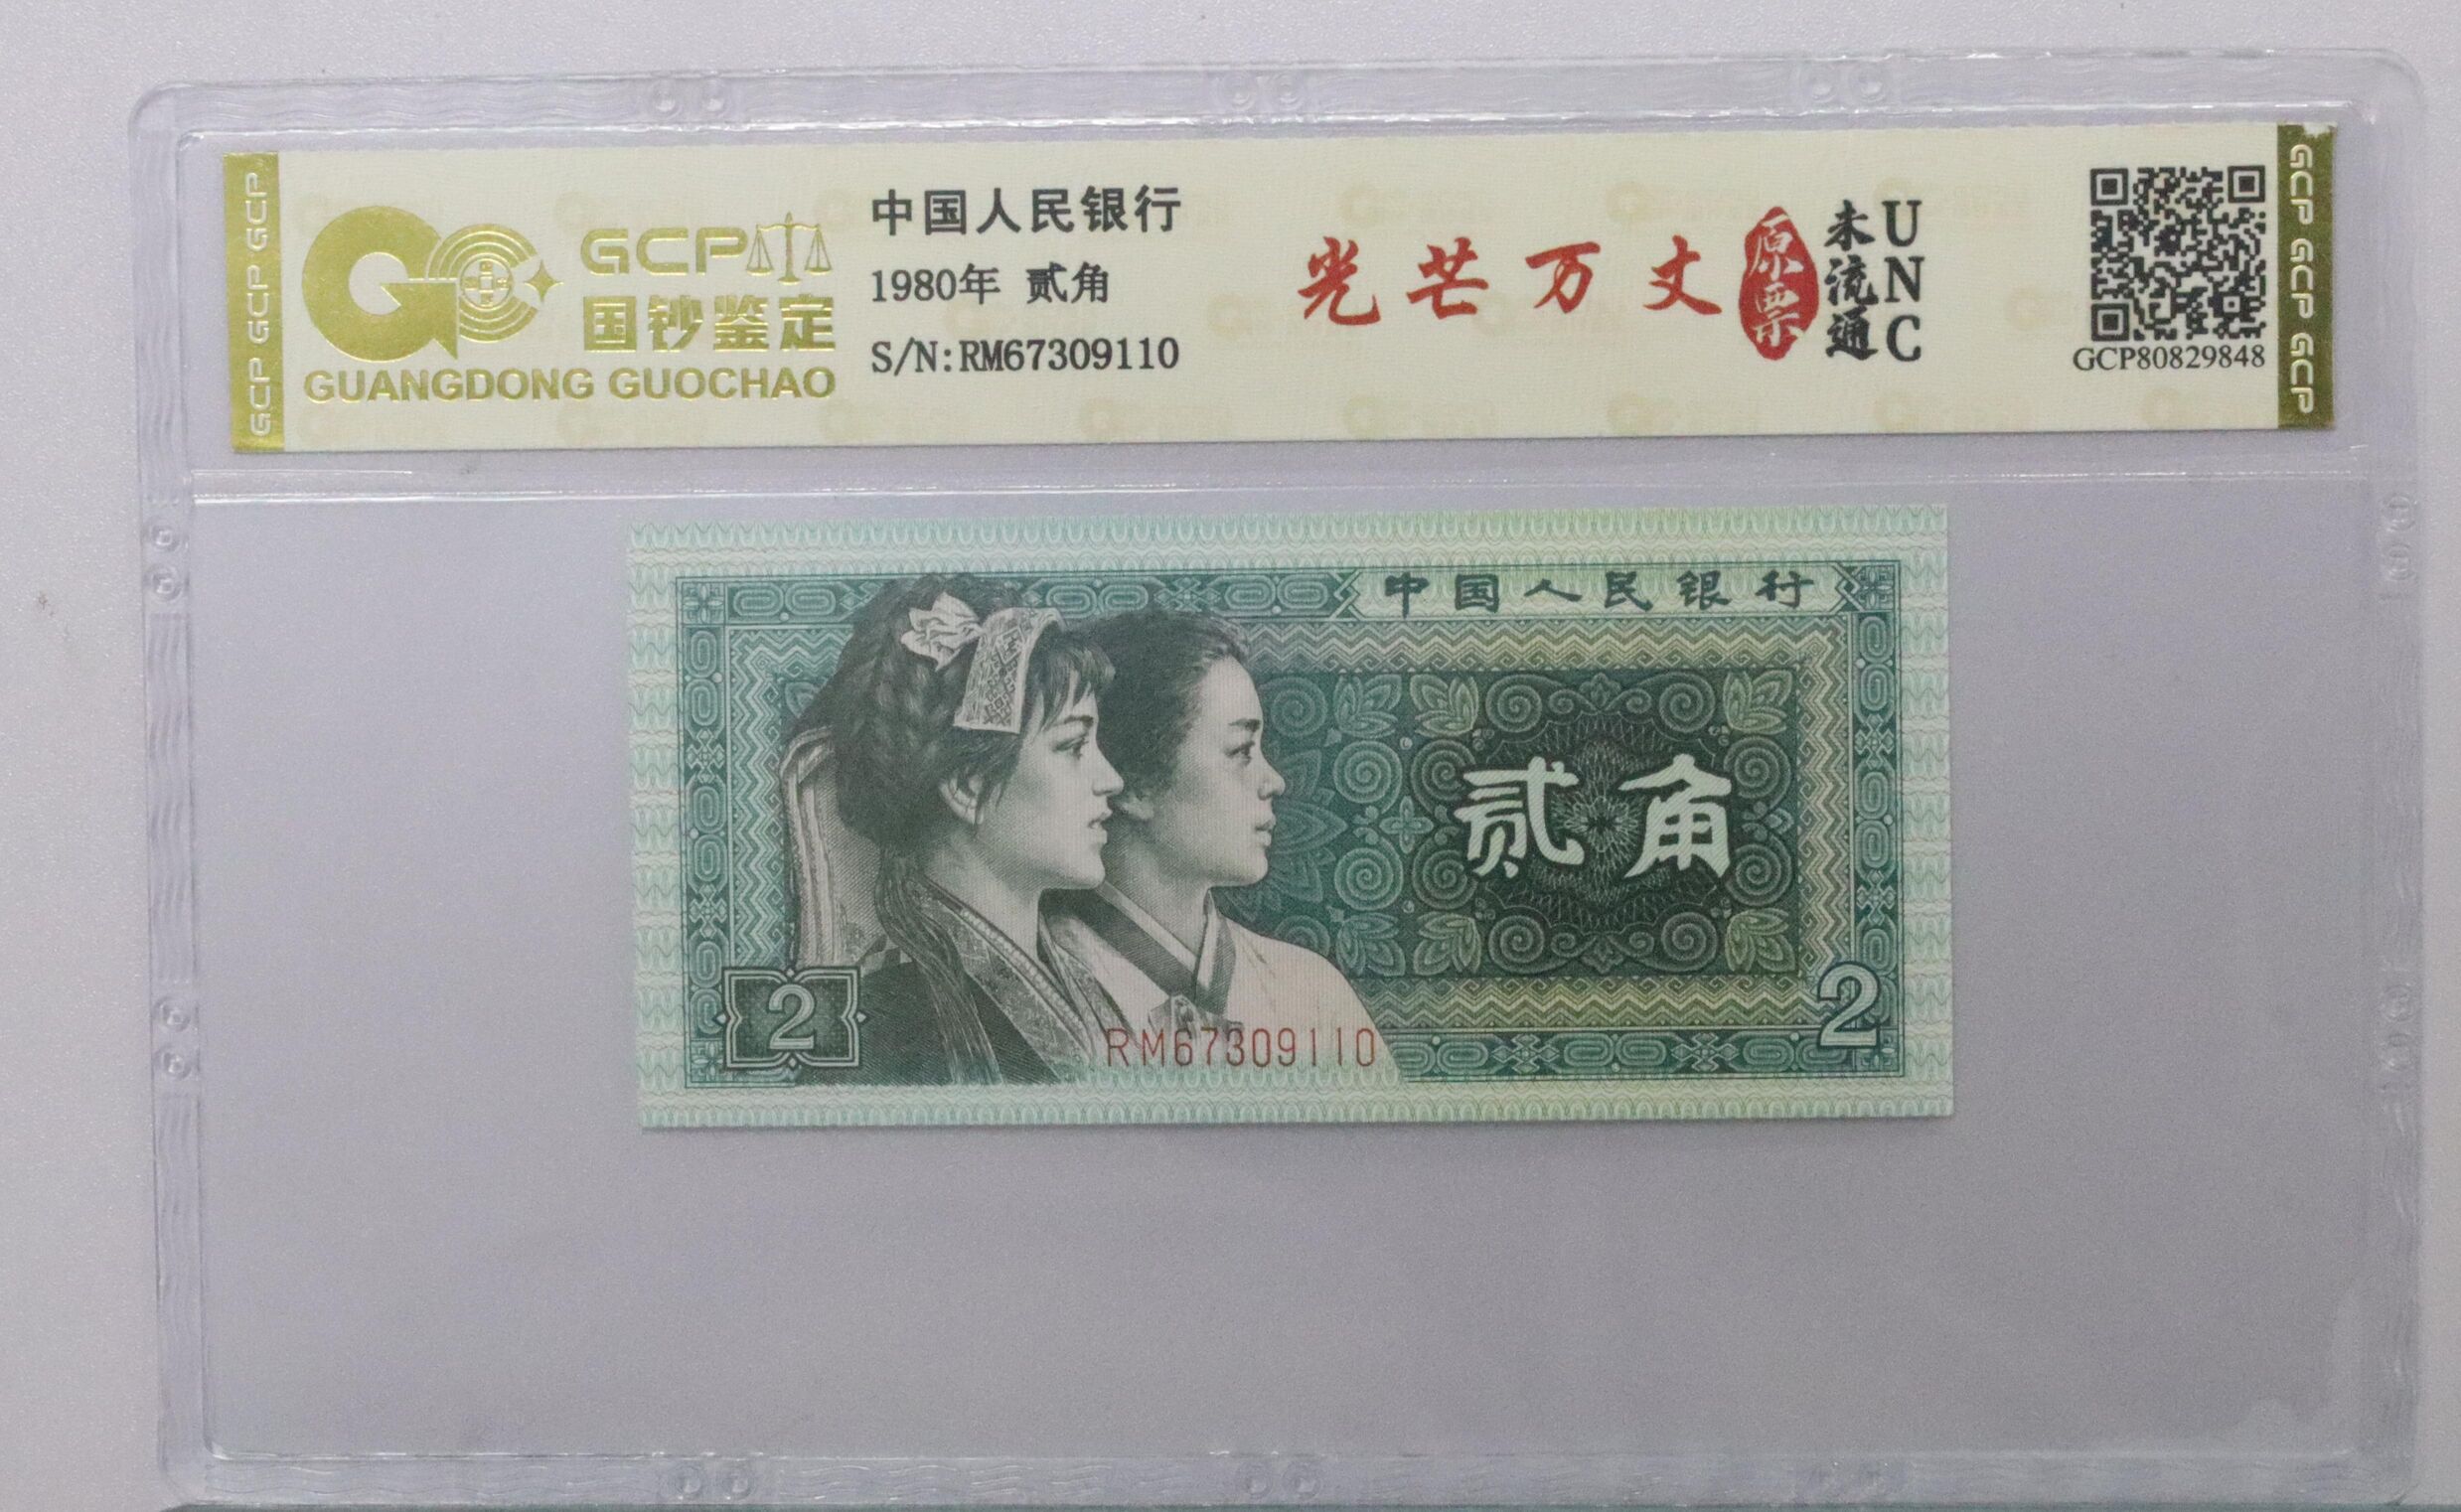 GCP GCP GCP
GCP
国钞鉴定
GUANGDONG GUOCHAO
中国人民银行
1980年 贰角
S/N:RM67309110
光芒万丈
原票
未流通
UNC
GCP80829848
GCP GCP GCP
中国人民银行
贰角
2
2
RM67309110